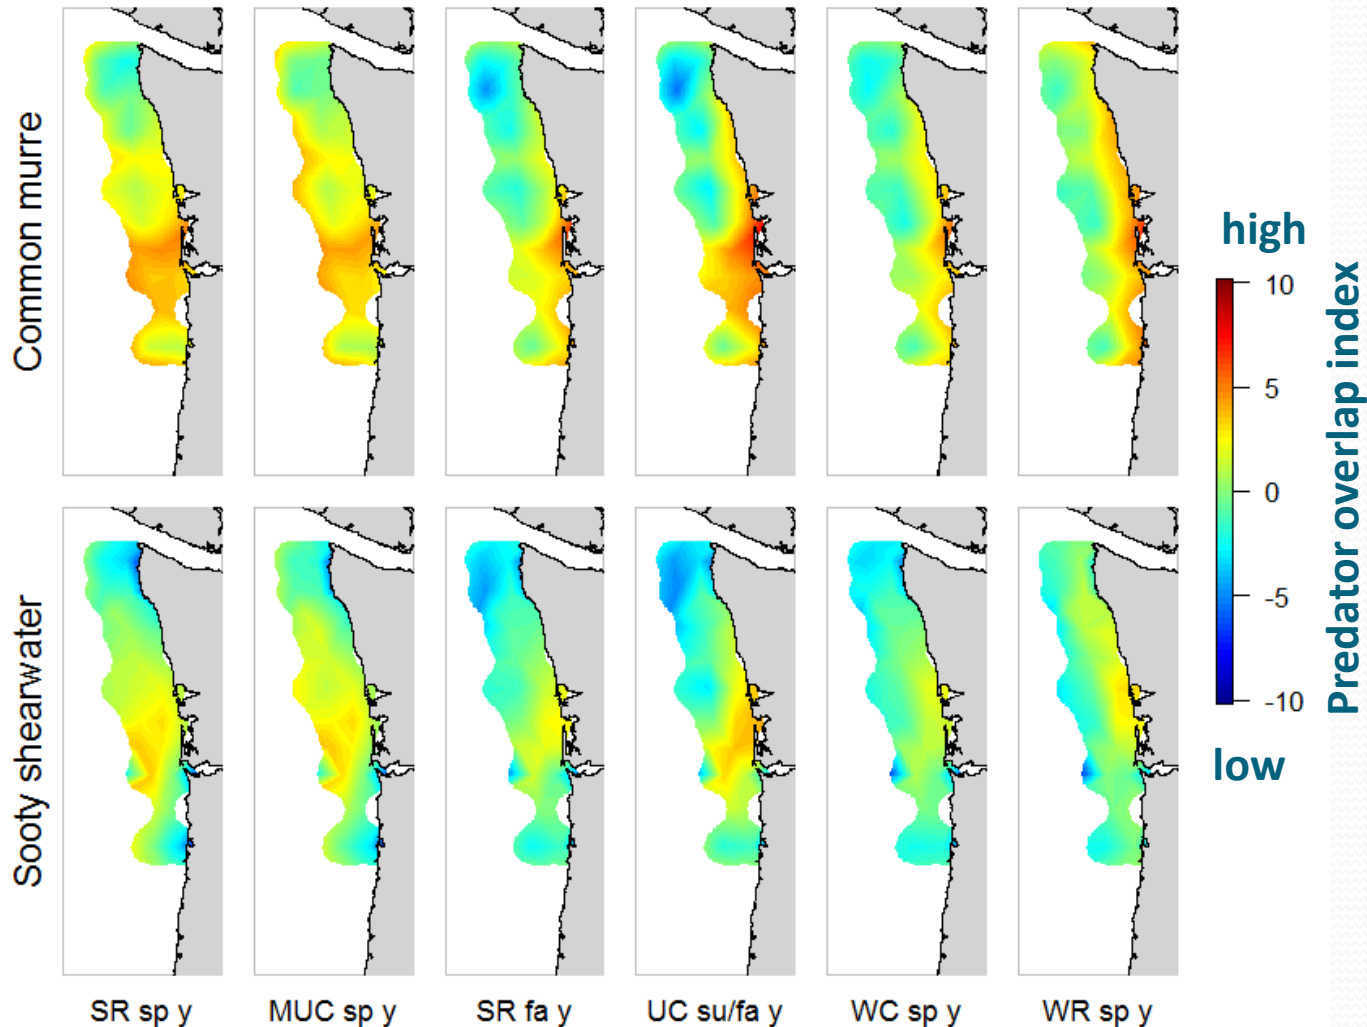 Common murre
Sooty shearwater
SR sp y
MUC sp y
SR fa y
UC su/fa y
WC sp y
WR sp y
high
10
5
0
-5
-10
low
Predator overlap index